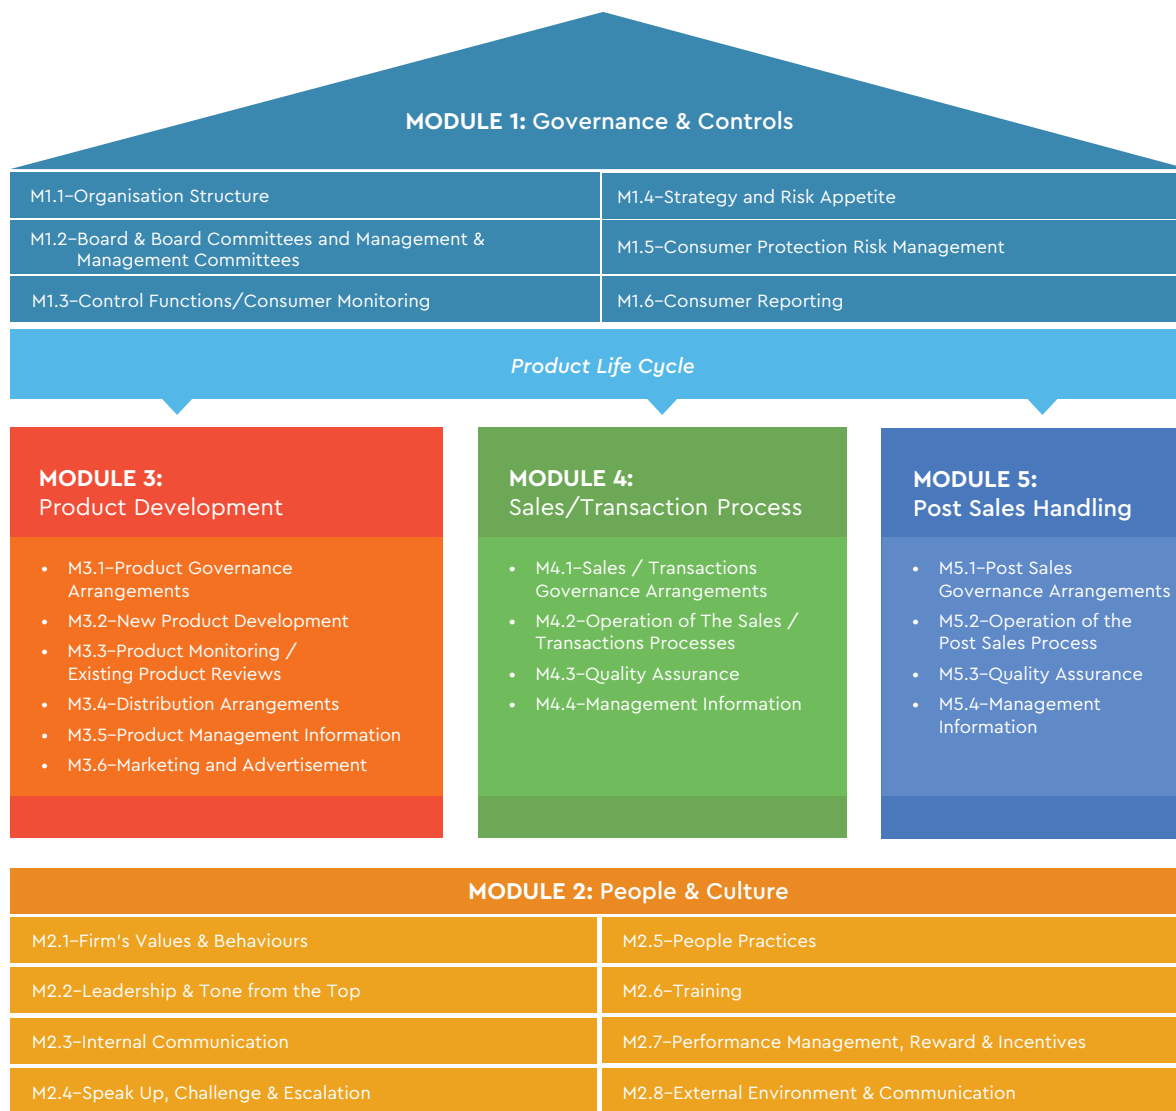 MODULE 1: Governance & Controls
M1.1–Organisation Structure
M1.4–Strategy and Risk Appetite
M1.2–Board & Board Committees and Management &
Management Committees
M1.5–Consumer Protection Risk Management
M1.3–Control Functions/Consumer Monitoring
M1.6–Consumer Reporting
Product Life Cycle
MODULE 3:
Product Development
• M3.1–Product Governance
Arrangements
• M3.2–New Product Development
• M3.3–Product Monitoring /
Existing Product Reviews
• M3.4–Distribution Arrangements
• M3.5–Product Management Information
• M3.6–Marketing and Advertisement
MODULE 4:
Sales/Transaction Process
• M4.1–Sales / Transactions
Governance Arrangements
• M4.2–Operation of The Sales /
Transactions Processes
• M4.3–Quality Assurance
• M4.4–Management Information
MODULE 5:
Post Sales Handling
• M5.1–Post Sales
Governance Arrangements
• M5.2–Operation of the
Post Sales Process
• M5.3–Quality Assurance
• M5.4–Management
Information
MODULE 2: People & Culture
M2.1–Firm's Values & Behaviours
M2.5–People Practices
M2.2–Leadership & Tone from the Top
M2.6–Training
M2.3–Internal Communication
M2.7–Performance Management, Reward & Incentives
M2.4–Speak Up, Challenge & Escalation
M2.8–External Environment & Communication